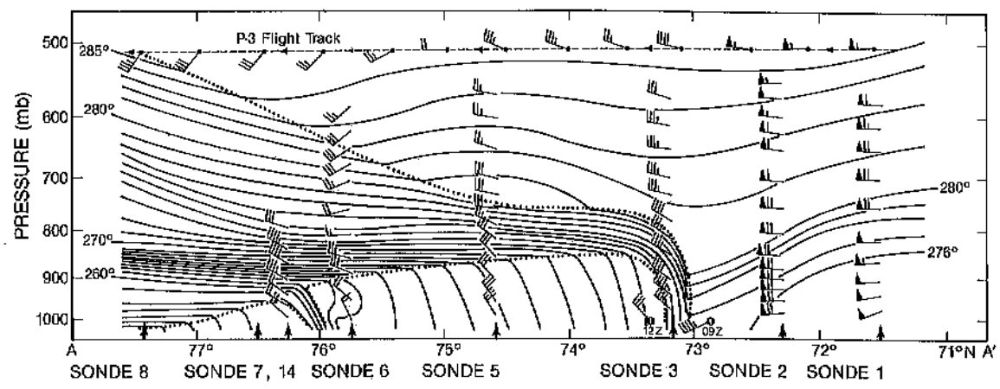 P-3 Flight Track
500
285°
600
280°
700
280°
800
270°
276°
900
260°
1000
12Z
09Z
PRESSURE (mb)
A
77°
76°
75°
74°
73°
72°
71°N A′
SONDE 8
SONDE 7, 14
SONDE 6
SONDE 5
SONDE 3
SONDE 2
SONDE 1